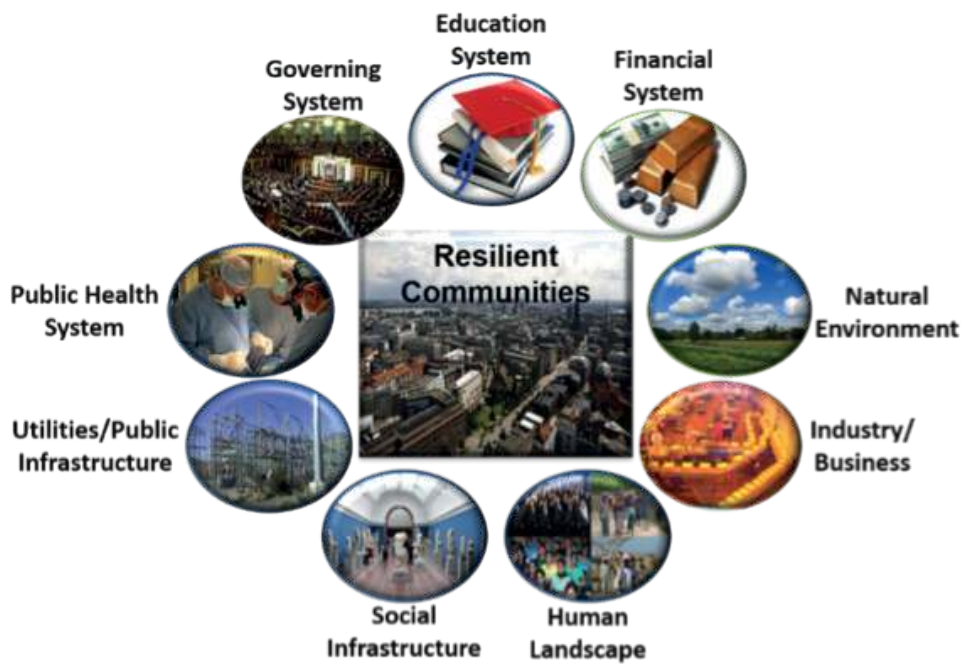 Education
System
Governing
System
Financial
System
Resilient
Communities
Public Health
System
Natural
Environment
Utilities/Public
Infrastructure
Industry/
Business
Social
Infrastructure
Human
Landscape